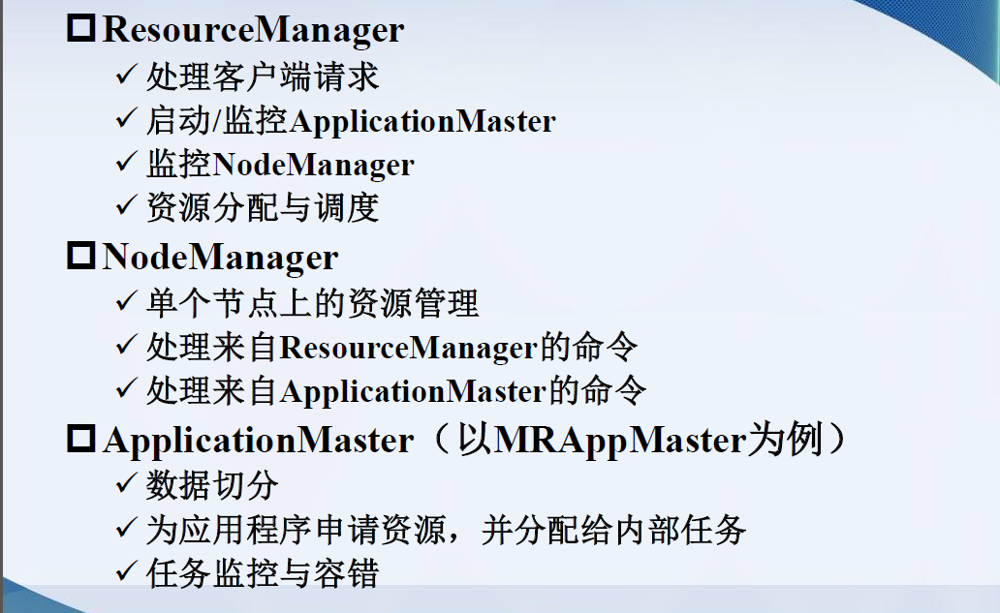 ResourceManager
处理客户端请求
启动/监控ApplicationMaster
监控NodeManager
资源分配与调度
NodeManager
单个节点上的资源管理
处理来自ResourceManager的命令
处理来自ApplicationMaster的命令
ApplicationMaster（以MRAppMaster为例）
数据切分
为应用程序申请资源，并分配给内部任务
任务监控与容错